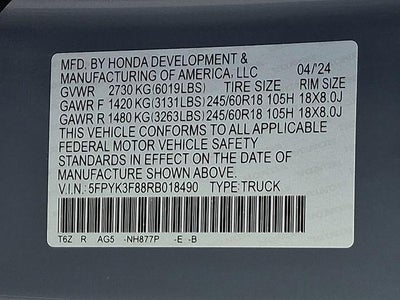 MFD. BY HONDA DEVELOPMENT &
MANUFACTURING OF AMERICA, LLC 04/'24
GVWR 2730 KG(6019LBS) TIRE SIZE RIM SIZE
GAWR F 1420 KG(3131LBS) 245/60R18 105H 18X8.0J
GAWR R 1480 KG(3263LBS) 245/60R18 105H 18X8.0J
THIS VEHICLE CONFORMS TO ALL APPLICABLE
FEDERAL MOTOR VEHICLE SAFETY
STANDARDS IN EFFECT ON THE DATE OF
MANUFACTURE SHOWN ABOVE.
V.I.N.: 5FPYK3F88RB018490 TYPE: TRUCK
T6Z R AG5 -NH877P -E -B